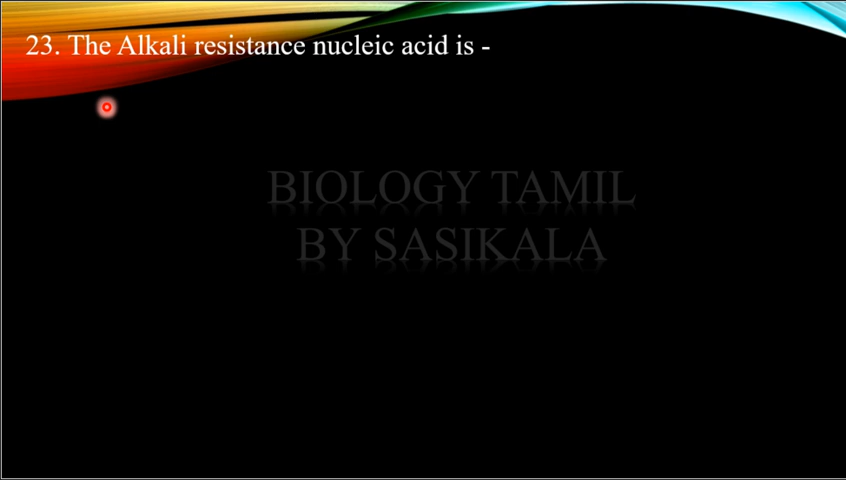 23. The Alkali resistance nucleic acid is -
BIOLOGY TAMIL
BY SASIKALA